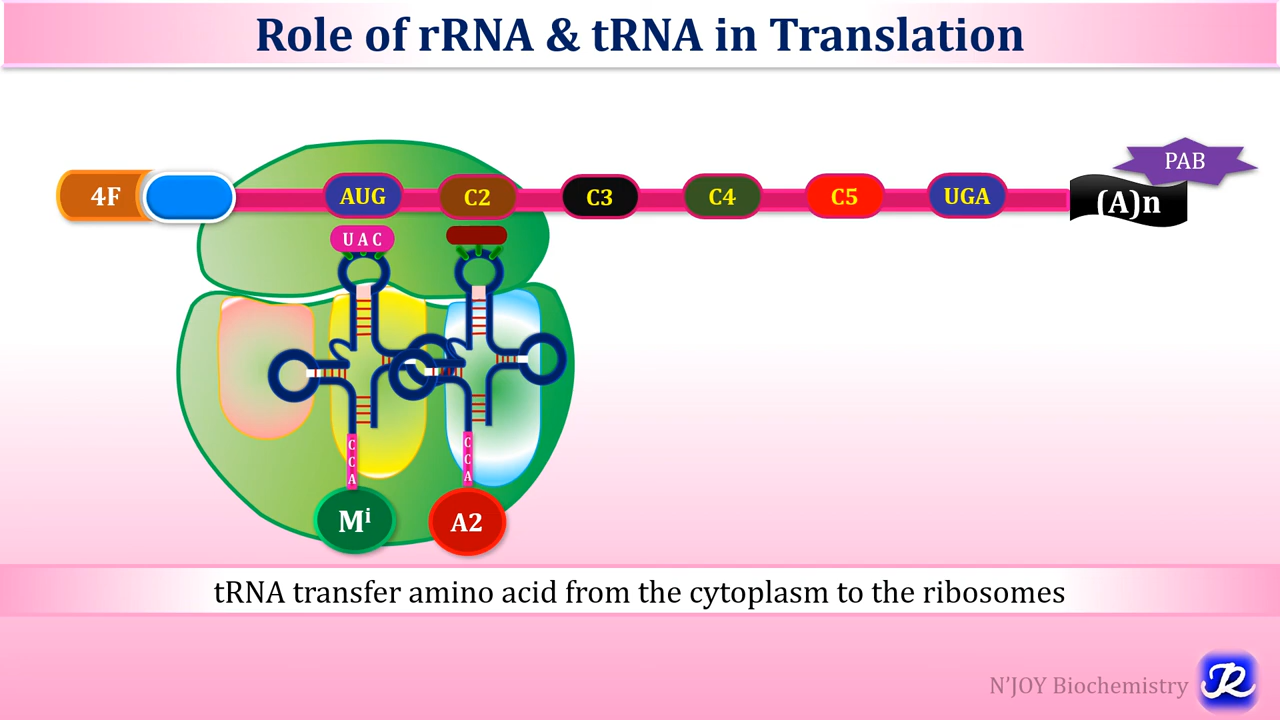 Role of rRNA & tRNA in Translation
PAB
4F
AUG
C2
C3
C4
C5
UGA
(A)n
UAC
C
C
A
C
C
A
Mⁱ
A2
tRNA transfer amino acid from the cytoplasm to the ribosomes
N'JOY Biochemistry